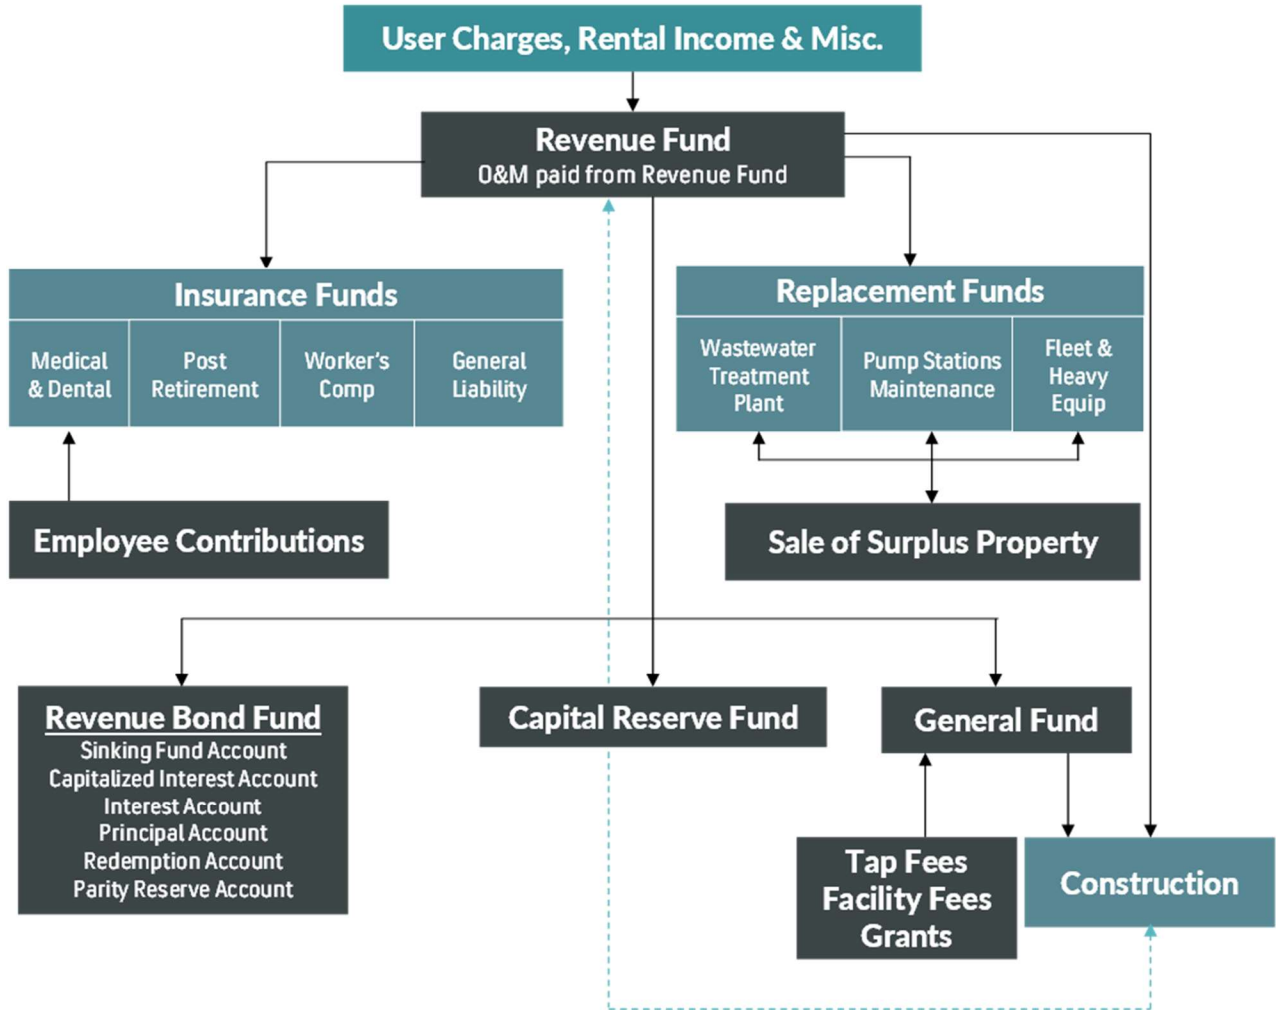 User Charges, Rental Income & Misc.
Revenue Fund
O&M paid from Revenue Fund
Insurance Funds
Medical
& Dental
Post
Retirement
Worker's
Comp
General
Liability
Replacement Funds
Wastewater
Treatment
Plant
Pump Stations
Maintenance
Fleet &
Heavy
Equip
Employee Contributions
Sale of Surplus Property
Revenue Bond Fund
Sinking Fund Account
Capitalized Interest Account
Interest Account
Principal Account
Redemption Account
Parity Reserve Account
Capital Reserve Fund
General Fund
Tap Fees
Facility Fees
Grants
Construction